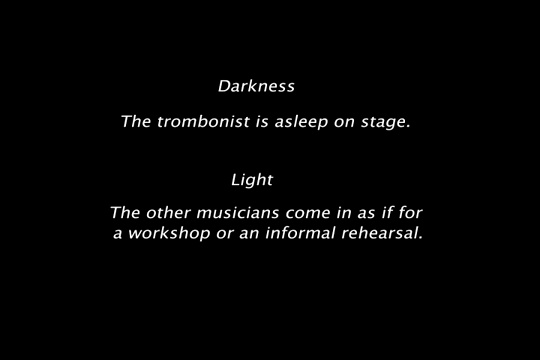 Darkness
The trombonist is asleep on stage.
Light
The other musicians come in as if for
a workshop or an informal rehearsal.